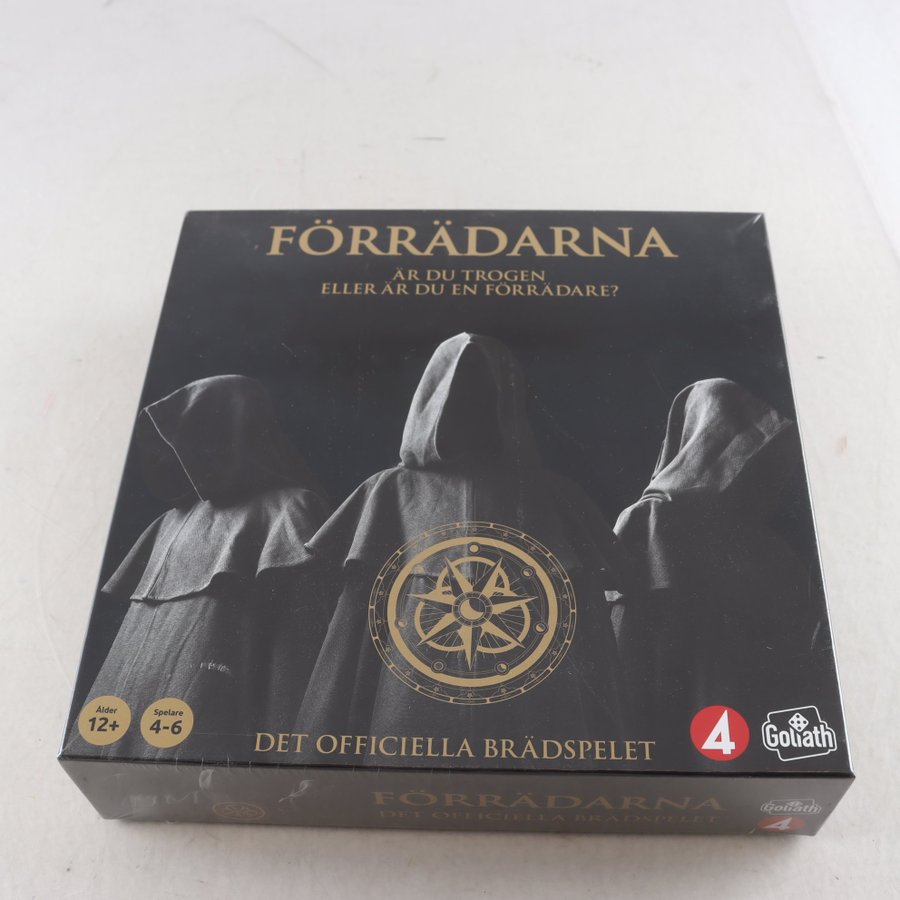 FÖRRÄDARNA
ÄR DU TROGEN
ELLER ÄR DU EN FÖRRÄDARE?
Ålder
12+
Spelare
4-6
DET OFFICIELLA BRÄDSPELET
4
Goliath
FÖRRÄDARNA
DET OFFICIELLA BRÄDSPELET
Goliath
4